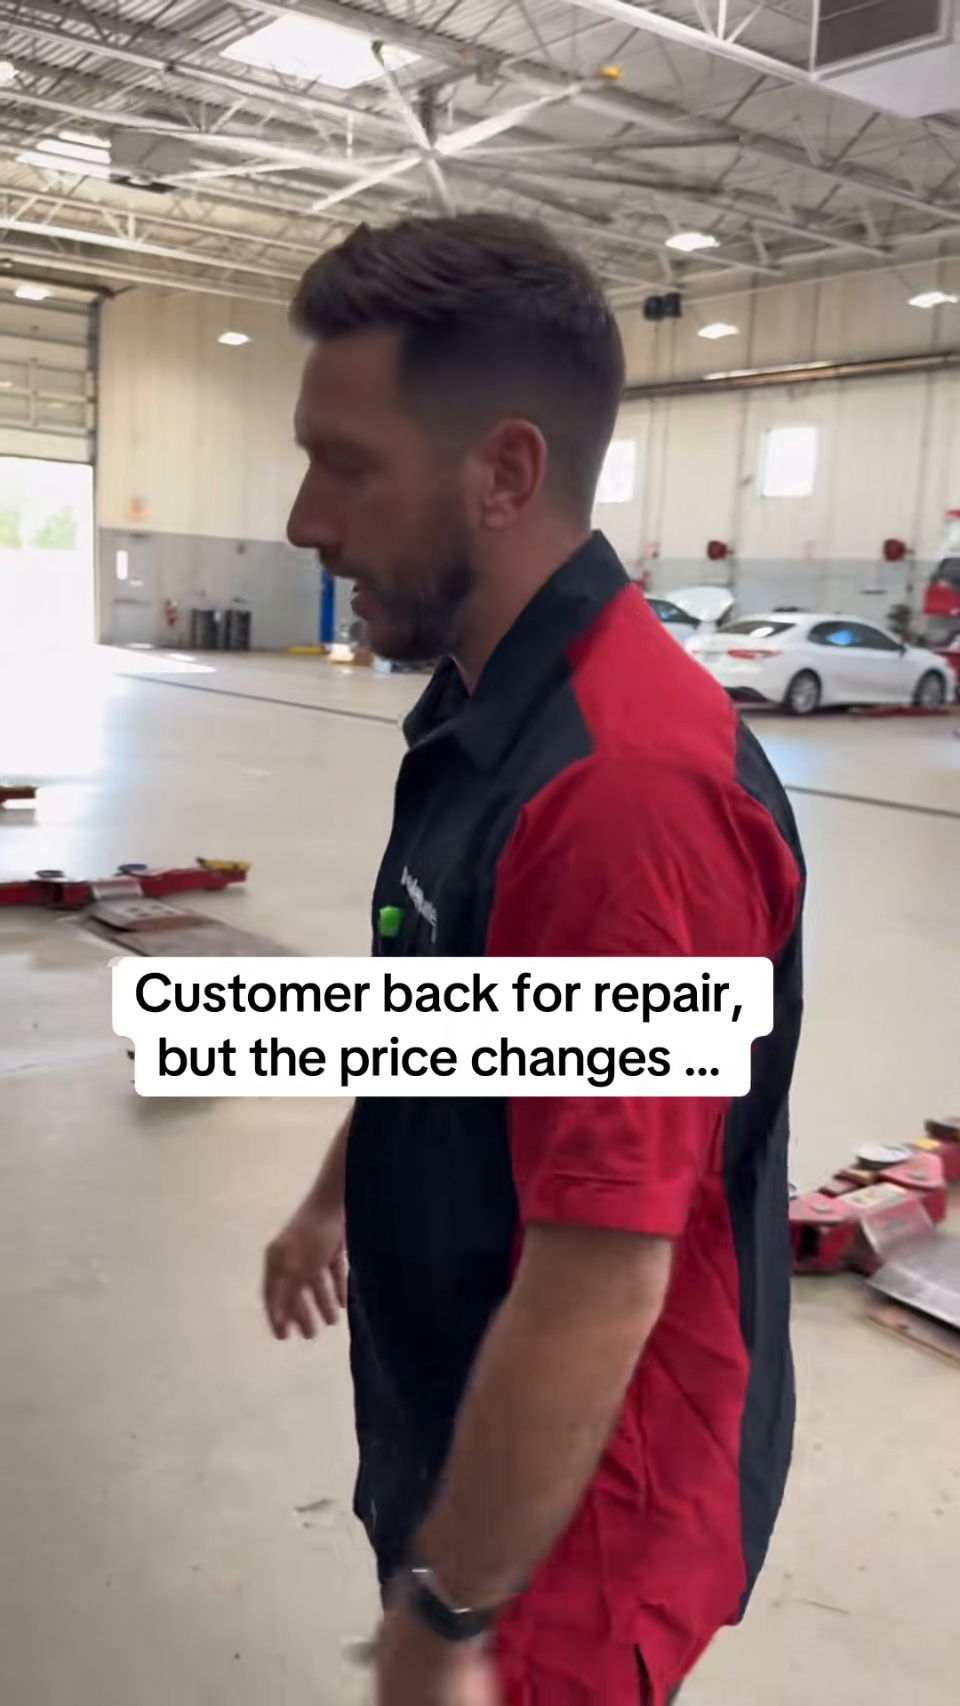 Customer back for repair,
but the price changes ...